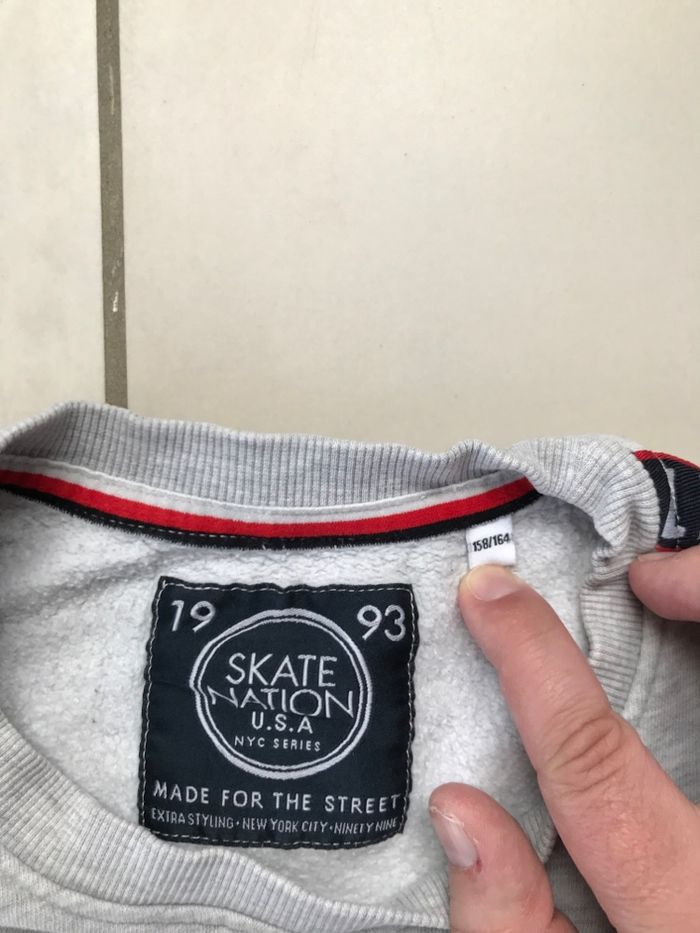 158/164
19 93
SKATE
NATION
U.S.A
NYC SERIES
MADE FOR THE STREET
EXTRA STYLING • NEW YORK CITY • NINETY NINE